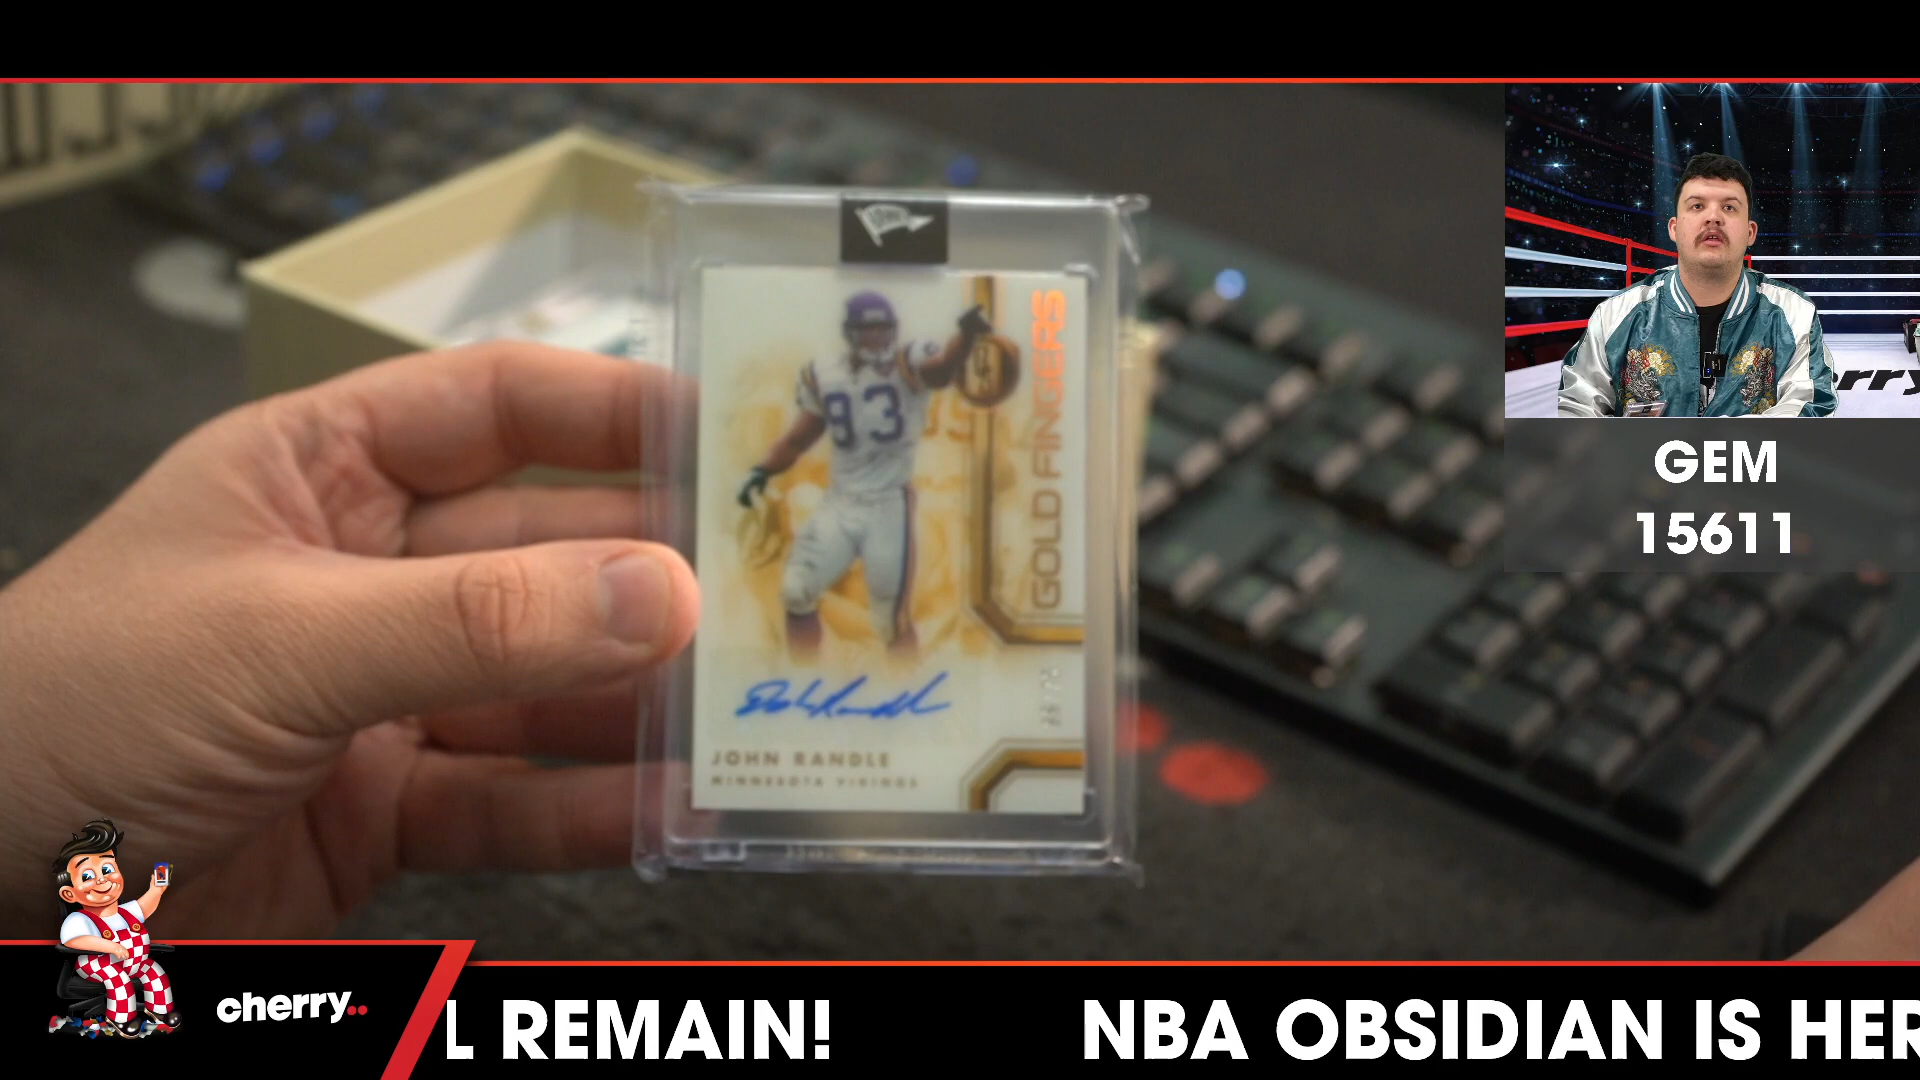 GOLD FINGERS
93
JOHN RANDLE
MINNESOTA VIKINGS
GEM
15611
cherry..
L REMAIN!
NBA OBSIDIAN IS HER